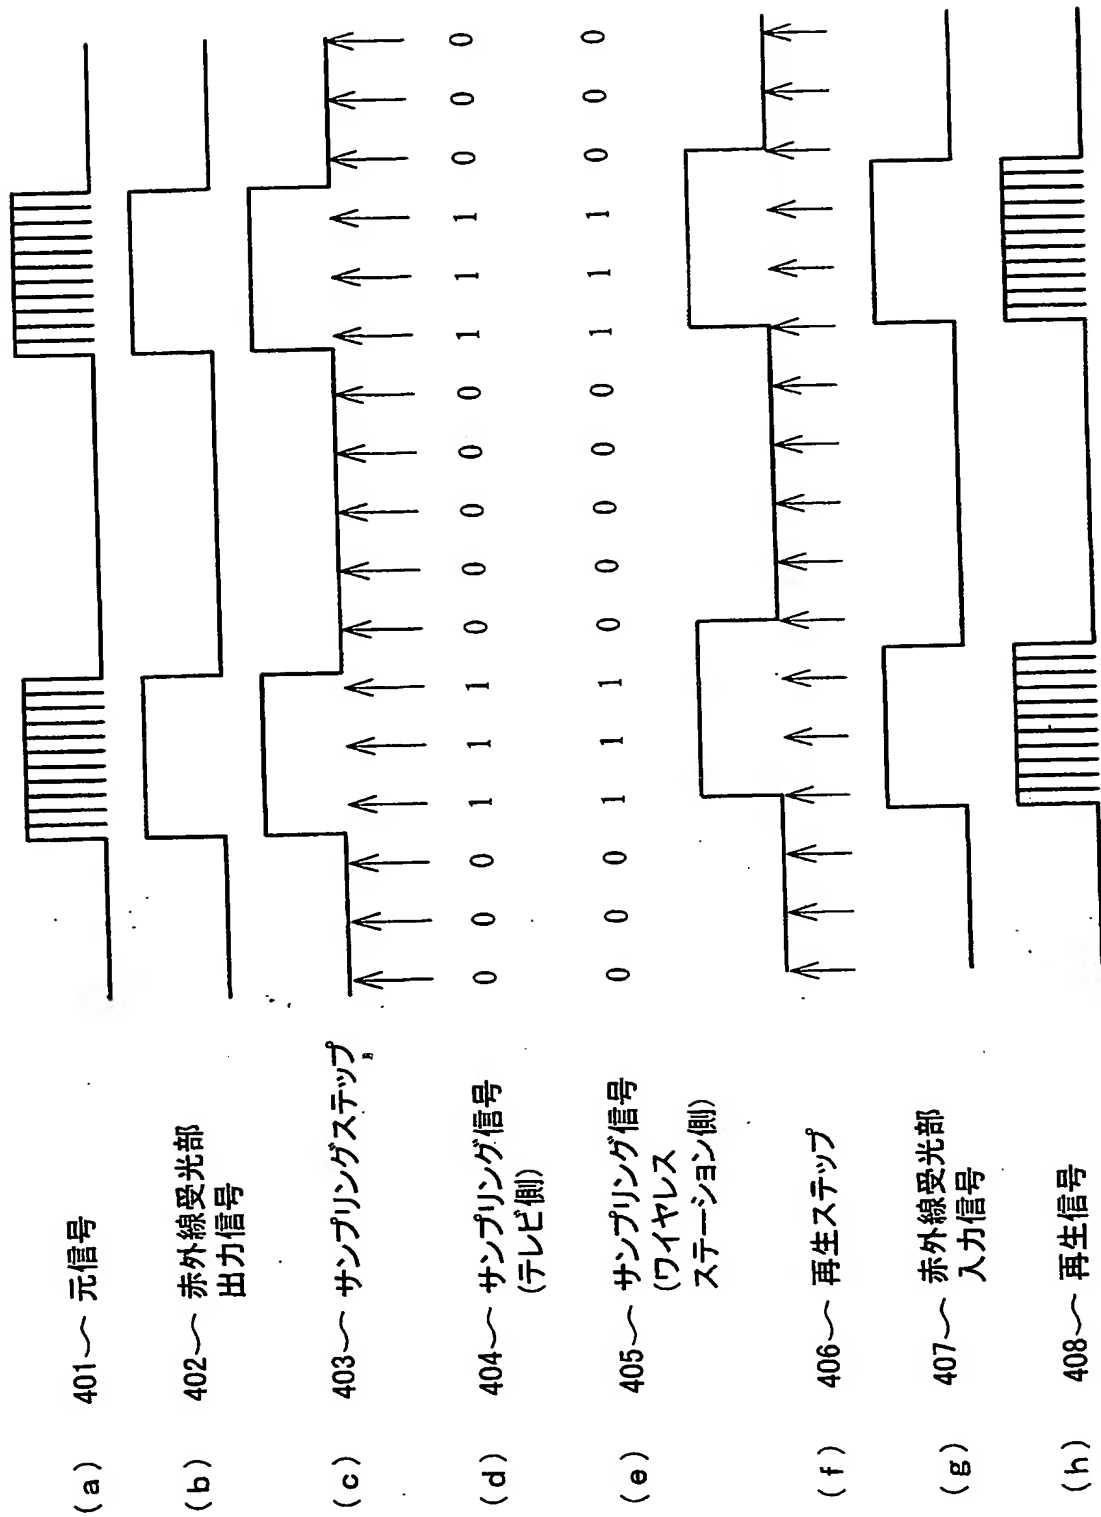 (a) 401～ 元信号
(b) 402～ 赤外線受光部
出力信号
(c) 403～ サンプリングステップ
(d) 404～ サンプリング信号
(テレビ側)
0 0 0 1 1 1 0 0 0 0 0 1 1 1 0 0 0
(e) 405～ サンプリング信号
(ワイヤレス
ステーション側)
0 0 0 1 1 1 0 0 0 0 0 1 1 1 0 0 0
(f) 406～ 再生ステップ
(g) 407～ 赤外線受光部
入力信号
(h) 408～ 再生信号